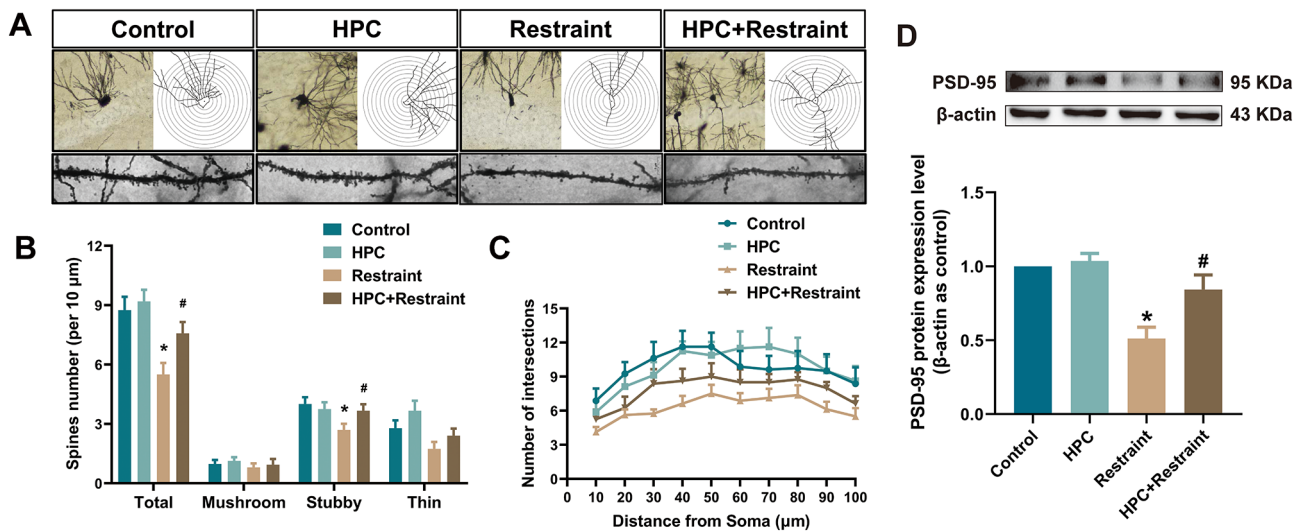 A
Control
HPC
Restraint
HPC+Restraint
B
Control
HPC
Restraint
HPC+Restraint
Spines number (per 10 μm)
12
9
6
3
0
*
#
*
#
Total
Mushroom
Stubby
Thin
C
Control
HPC
Restraint
HPC+Restraint
Number of intersections
15
12
9
6
3
0
0 10 20 30 40 50 60 70 80 90 100
Distance from Soma (μm)
D
PSD-95
95 KDa
β-actin
43 KDa
PSD-95 protein expression level
(β-actin as control)
1.5
1.0
0.5
0.0
*
#
Control
HPC
Restraint
HPC+Restraint